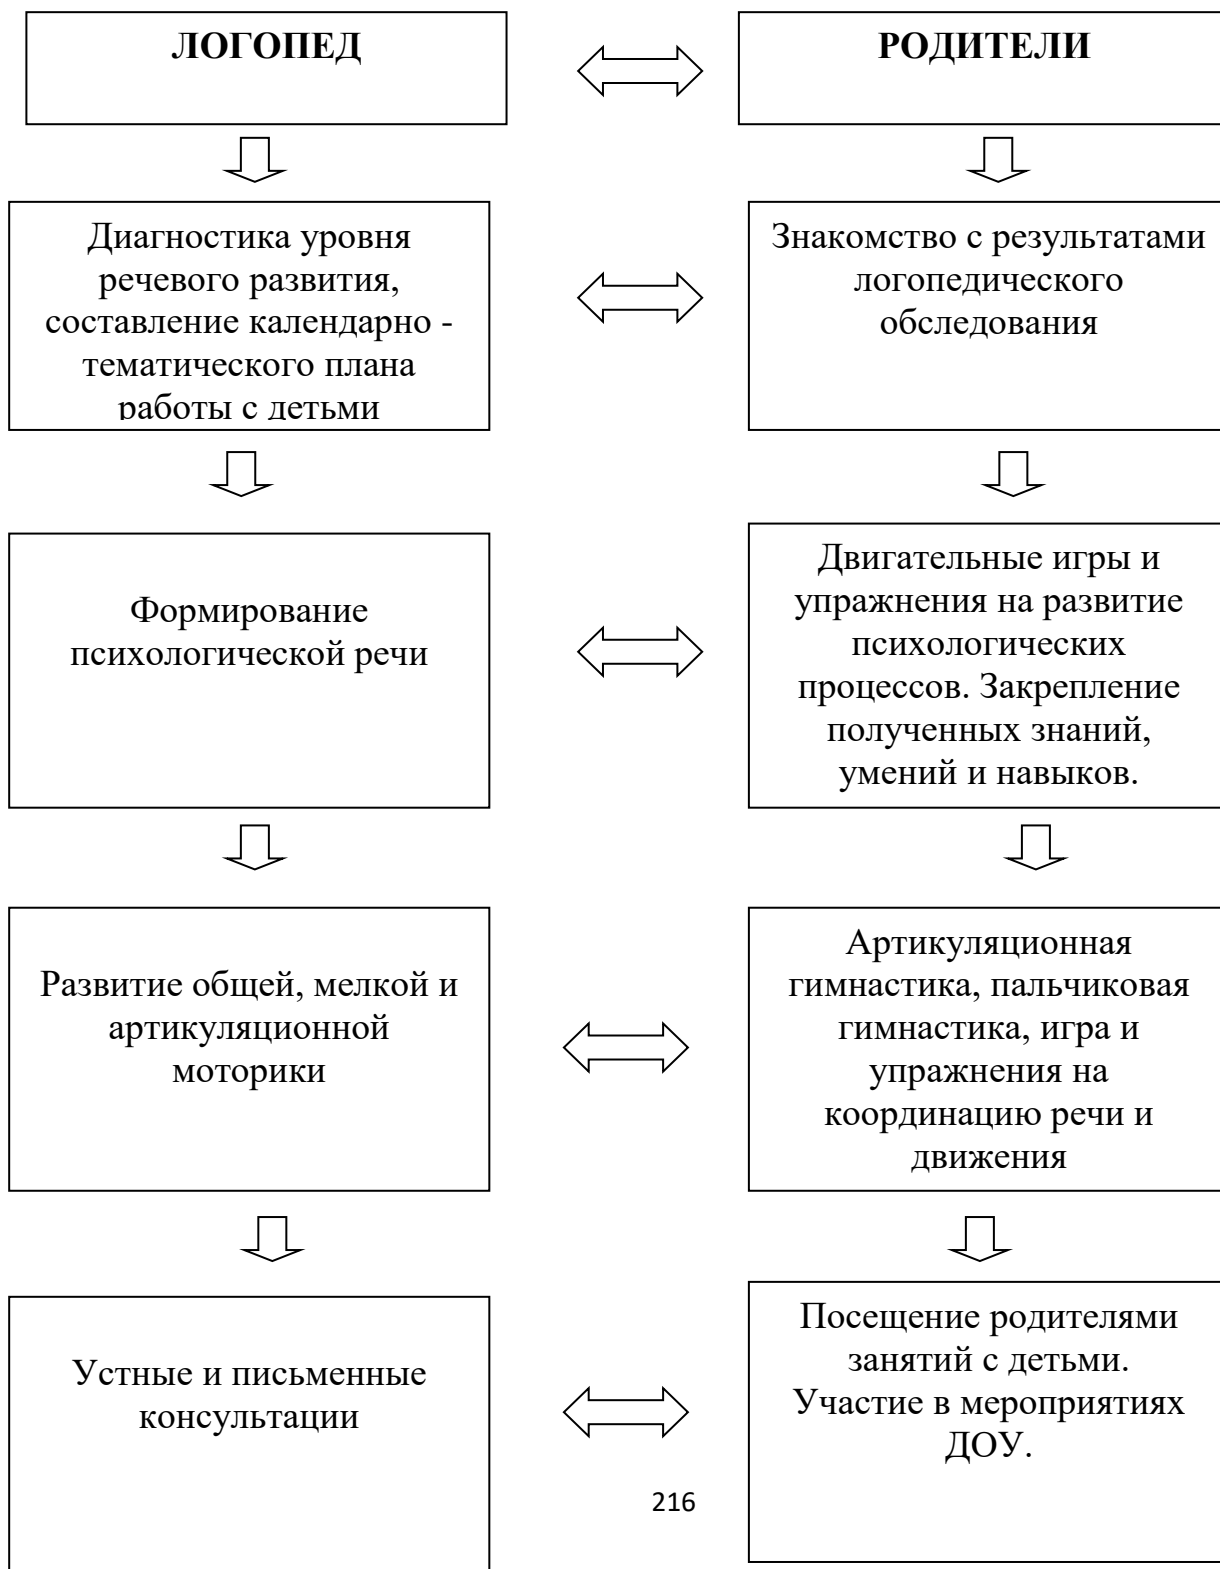 ЛОГОПЕД
РОДИТЕЛИ
Диагностика уровня
речевого развития,
составление календарно -
тематического плана
работы с детьми
Знакомство с результатами
логопедического
обследования
Формирование
психологической речи
Двигательные игры и
упражнения на развитие
психологических
процессов. Закрепление
полученных знаний,
умений и навыков.
Развитие общей, мелкой и
артикуляционной
моторики
Артикуляционная
гимнастика, пальчиковая
гимнастика, игра и
упражнения на
координацию речи и
движения
Устные и письменные
консультации
Посещение родителями
занятий с детьми.
Участие в мероприятиях
ДОУ.
216